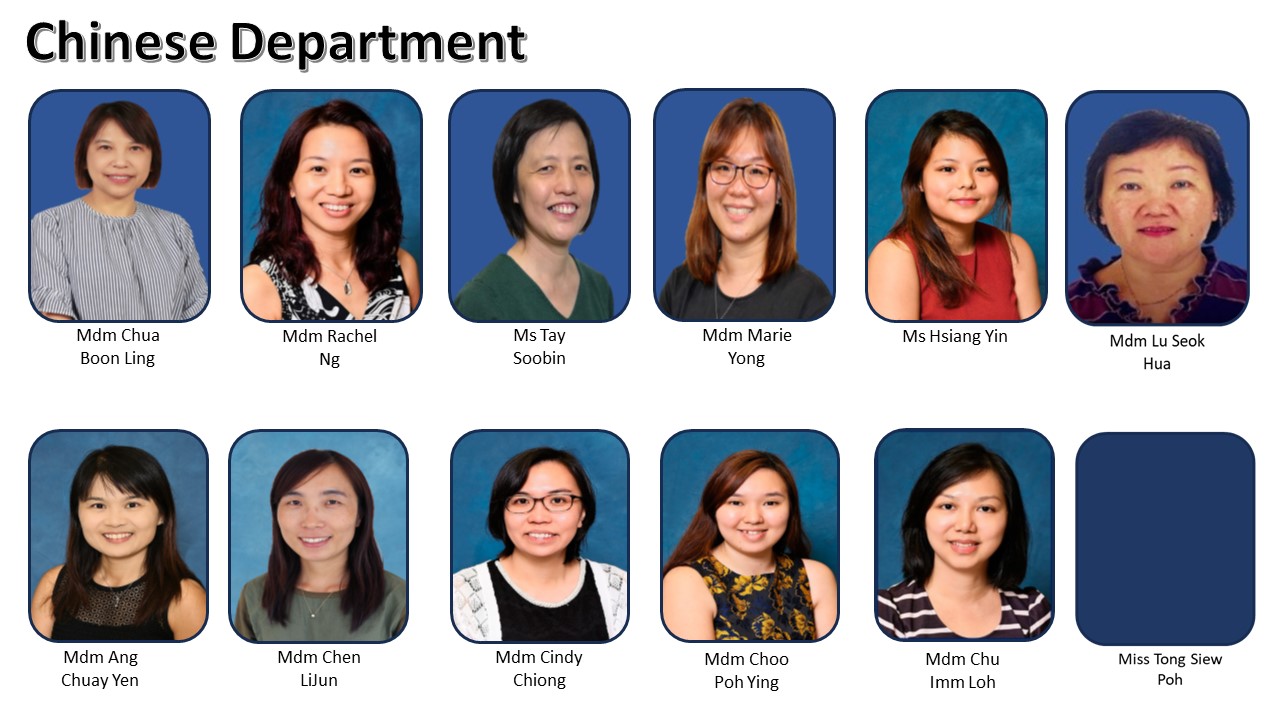 Chinese Department
Mdm Chua
Boon Ling
Mdm Rachel
Ng
Ms Tay
Soobin
Mdm Marie
Yong
Ms Hsiang Yin
Mdm Lu Seok
Hua
Mdm Ang
Chuay Yen
Mdm Chen
LiJun
Mdm Cindy
Chiong
Mdm Choo
Poh Ying
Mdm Chu
Imm Loh
Miss Tong Siew
Poh